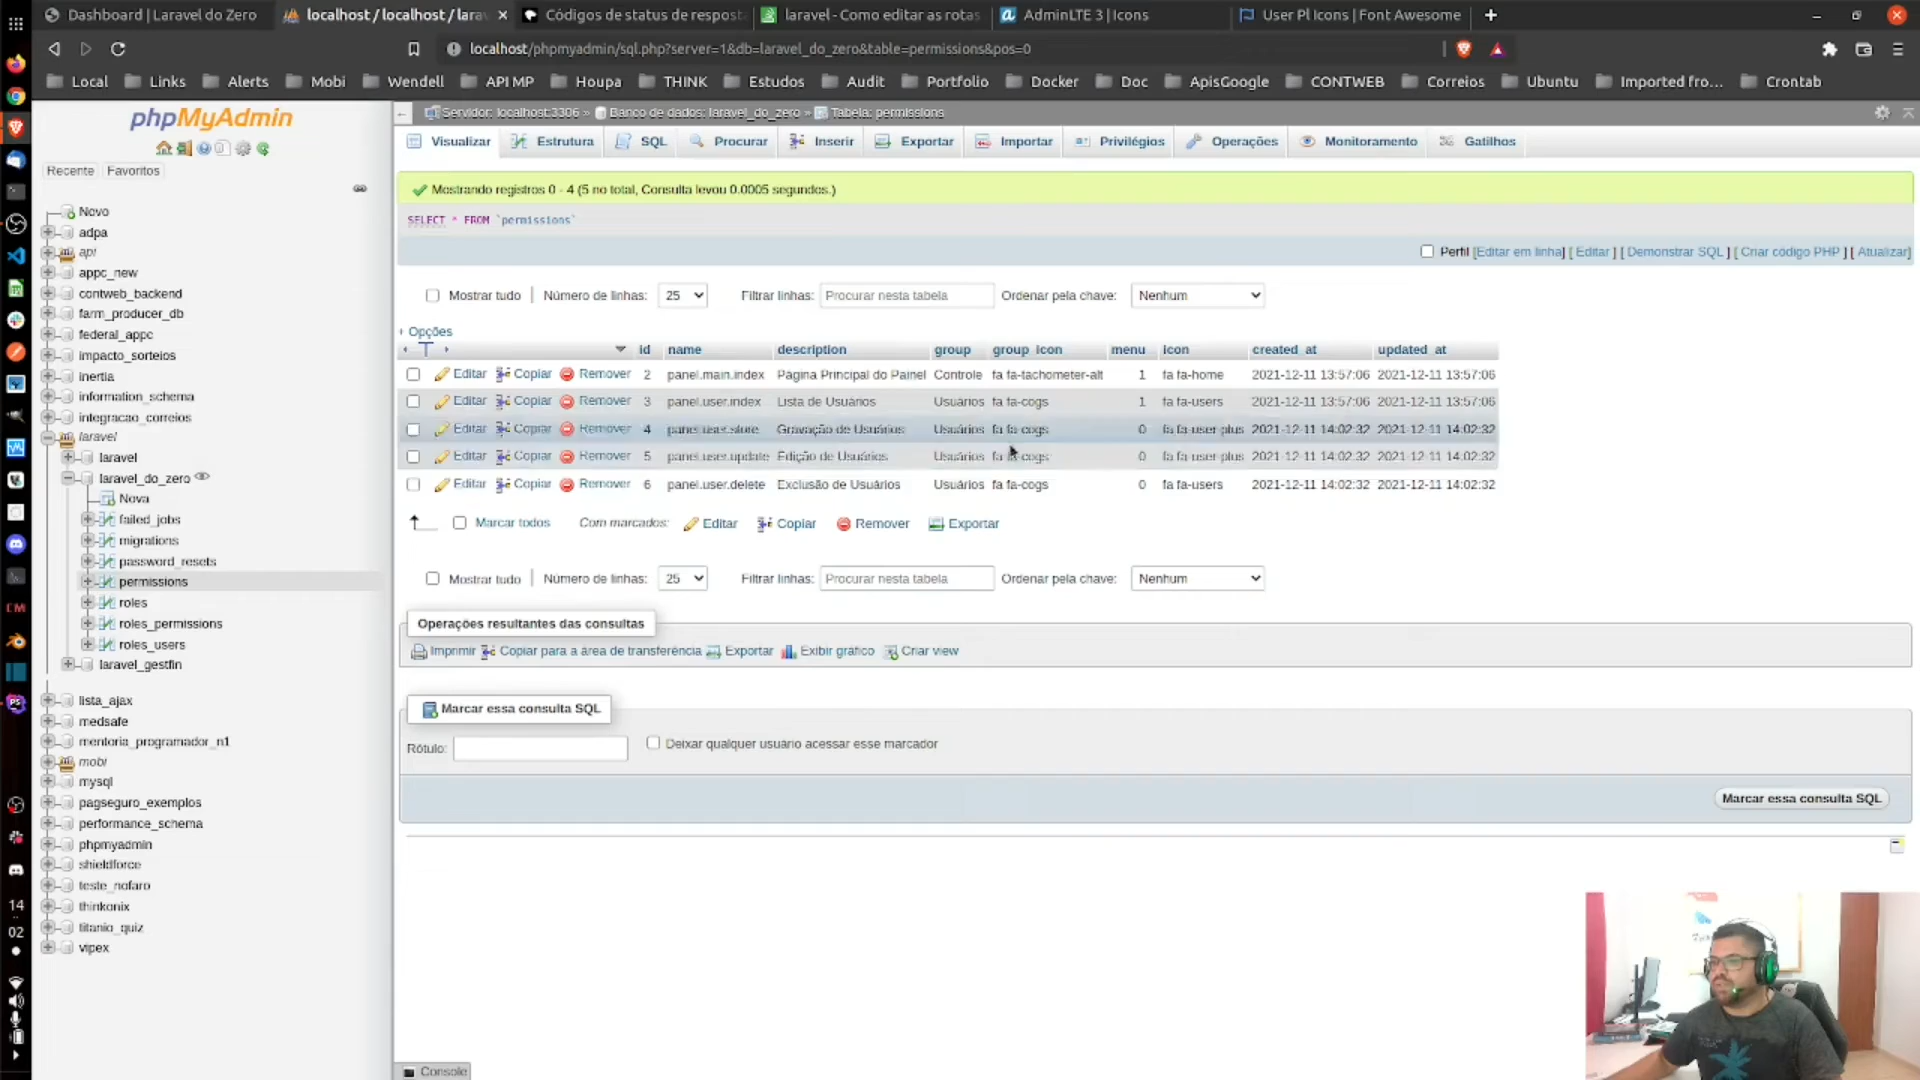 Dashboard | Laravel do Zero
localhost / localhost / lara
Códigos de status de respost
laravel - Como editar as rotas
AdminLTE 3 | Icons
User Pl Icons | Font Awesome
localhost/phpmyadmin/sql.php?server=1&db=laravel_do_zero&table=permissions&pos=0
Local Links Alerts Mobi Wendell API MP Houpa THINK Estudos Audit Portfolio Docker Doc ApisGoogle CONTWEB Correios Ubuntu Imported fro... Crontab
phpMyAdmin
Recente Favoritos
Novo
adpa
api
appc_new
contweb_backend
farm_producer_db
federal_appc
impacto_sorteios
inertia
information_schema
integracao_correios
laravel
laravel
laravel_do_zero
Nova
failed_jobs
migrations
password_resets
permissions
roles
roles_permissions
roles_users
laravel_gestfin
lista_ajax
medsafe
mentoria_programador_n1
mobi
mysql
pagseguro_exemplos
performance_schema
phpmyadmin
shieldforce
teste_nofaro
thinkonix
titanio_quiz
vipex
14
02
Servidor: localhost:3306 » Banco de dados: laravel_do_zero » Tabela: permissions
Visualizar Estrutura SQL Procurar Inserir Exportar Importar Privilégios Operações Monitoramento Gatilhos
Mostrando registros 0 - 4 (5 no total, Consulta levou 0.0005 segundos.)
SELECT * FROM `permissions`
Perfil [Editar em linha] [ Editar ] [ Demonstrar SQL ] [ Criar código PHP ] [ Atualizar]
Mostrar tudo | Número de linhas: 25 Filtrar linhas: Procurar nesta tabela Ordenar pela chave: Nenhum
+ Opções
id name description group group_icon menu icon created_at updated_at
Editar Copiar Remover 2 panel.main.index Página Principal do Painel Controle fa fa-tachometer-alt 1 fa fa-home 2021-12-11 13:57:06 2021-12-11 13:57:06
Editar Copiar Remover 3 panel.user.index Lista de Usuários Usuários fa fa-cogs 1 fa fa-users 2021-12-11 13:57:06 2021-12-11 13:57:06
Editar Copiar Remover 4 panel.user.store Gravação de Usuários Usuários fa fa-cogs 0 fa fa-user-plus 2021-12-11 14:02:32 2021-12-11 14:02:32
Editar Copiar Remover 5 panel.user.update Edição de Usuários Usuários fa fa-cogs 0 fa fa-user-plus 2021-12-11 14:02:32 2021-12-11 14:02:32
Editar Copiar Remover 6 panel.user.delete Exclusão de Usuários Usuários fa fa-cogs 0 fa fa-users 2021-12-11 14:02:32 2021-12-11 14:02:32
Marcar todos Com marcados: Editar Copiar Remover Exportar
Mostrar tudo | Número de linhas: 25 Filtrar linhas: Procurar nesta tabela Ordenar pela chave: Nenhum
Operações resultantes das consultas
Imprimir Copiar para a área de transferência Exportar Exibir gráfico Criar view
Marcar essa consulta SQL
Rótulo: Deixar qualquer usuário acessar esse marcador
Marcar essa consulta SQL
Console